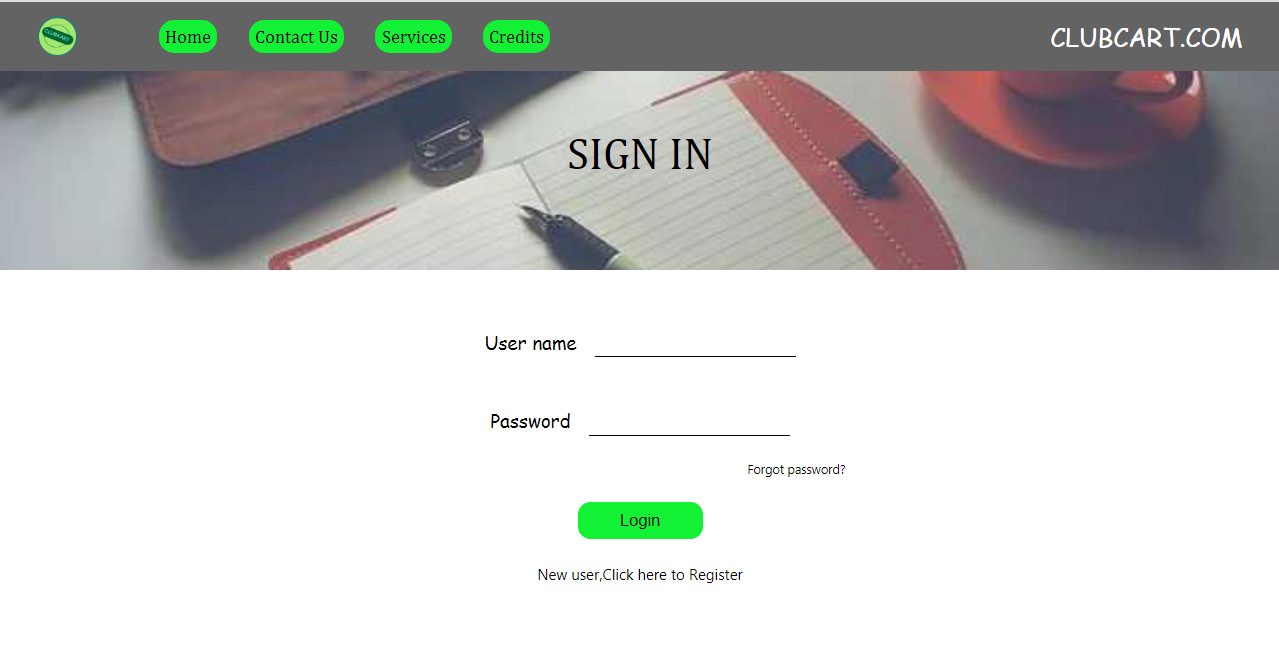 CLUBCART
Home Contact Us Services Credits
CLUBCART.COM
SIGN IN
User name
Password
Forgot password?
Login
New user,Click here to Register